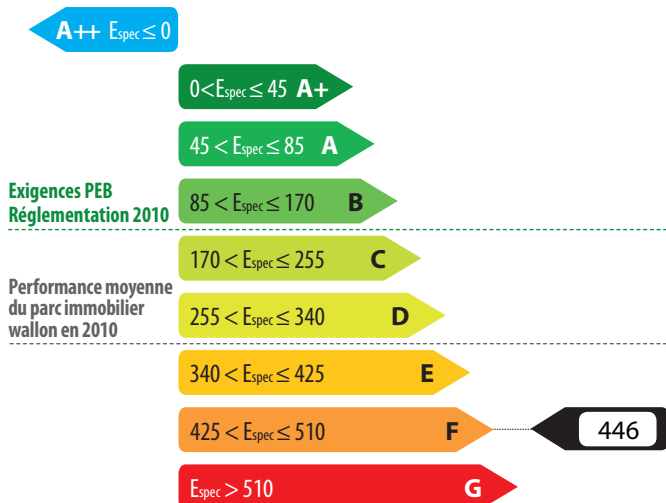 A++ Espec ≤ 0
0<Espec ≤ 45 A+
45 < Espec ≤ 85 A
Exigences PEB
Réglementation 2010
85 < Espec ≤ 170 B
170 < Espec ≤ 255 C
Performance moyenne
du parc immobilier
wallon en 2010
255 < Espec ≤ 340 D
340 < Espec ≤ 425 E
425 < Espec ≤ 510 F 446
Espec > 510 G